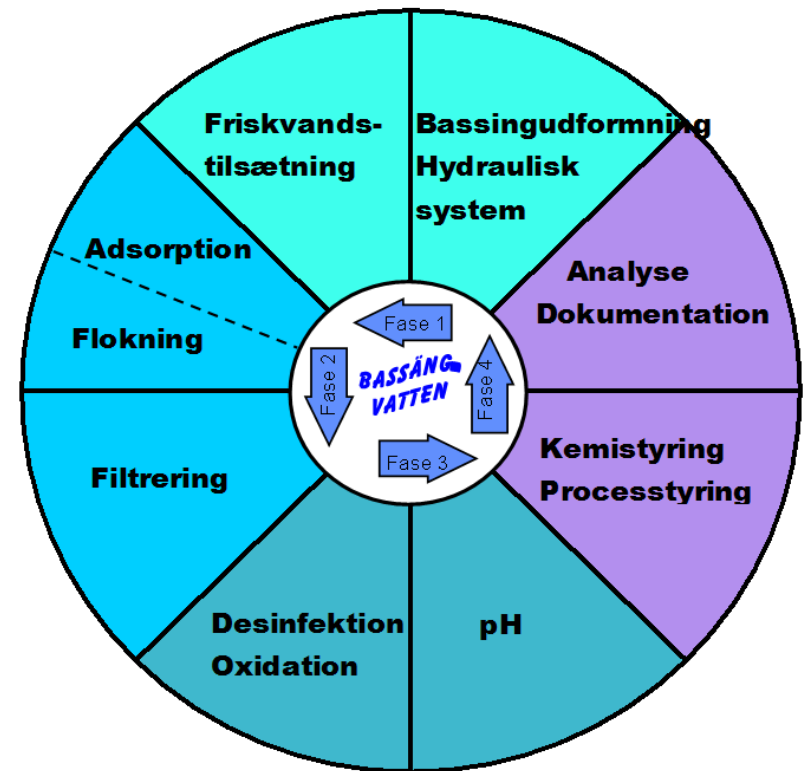 Friskvands-
tilsætning
Bassingudformning
Hydraulisk
system
Adsorption
Flokning
Analyse
Dokumentation
Fase 1
Fase 2
BASSÄNG-
VATTEN
Fase 4
Fase 3
Filtrering
Kemistyring
Processtyring
Desinfektion
Oxidation
pH